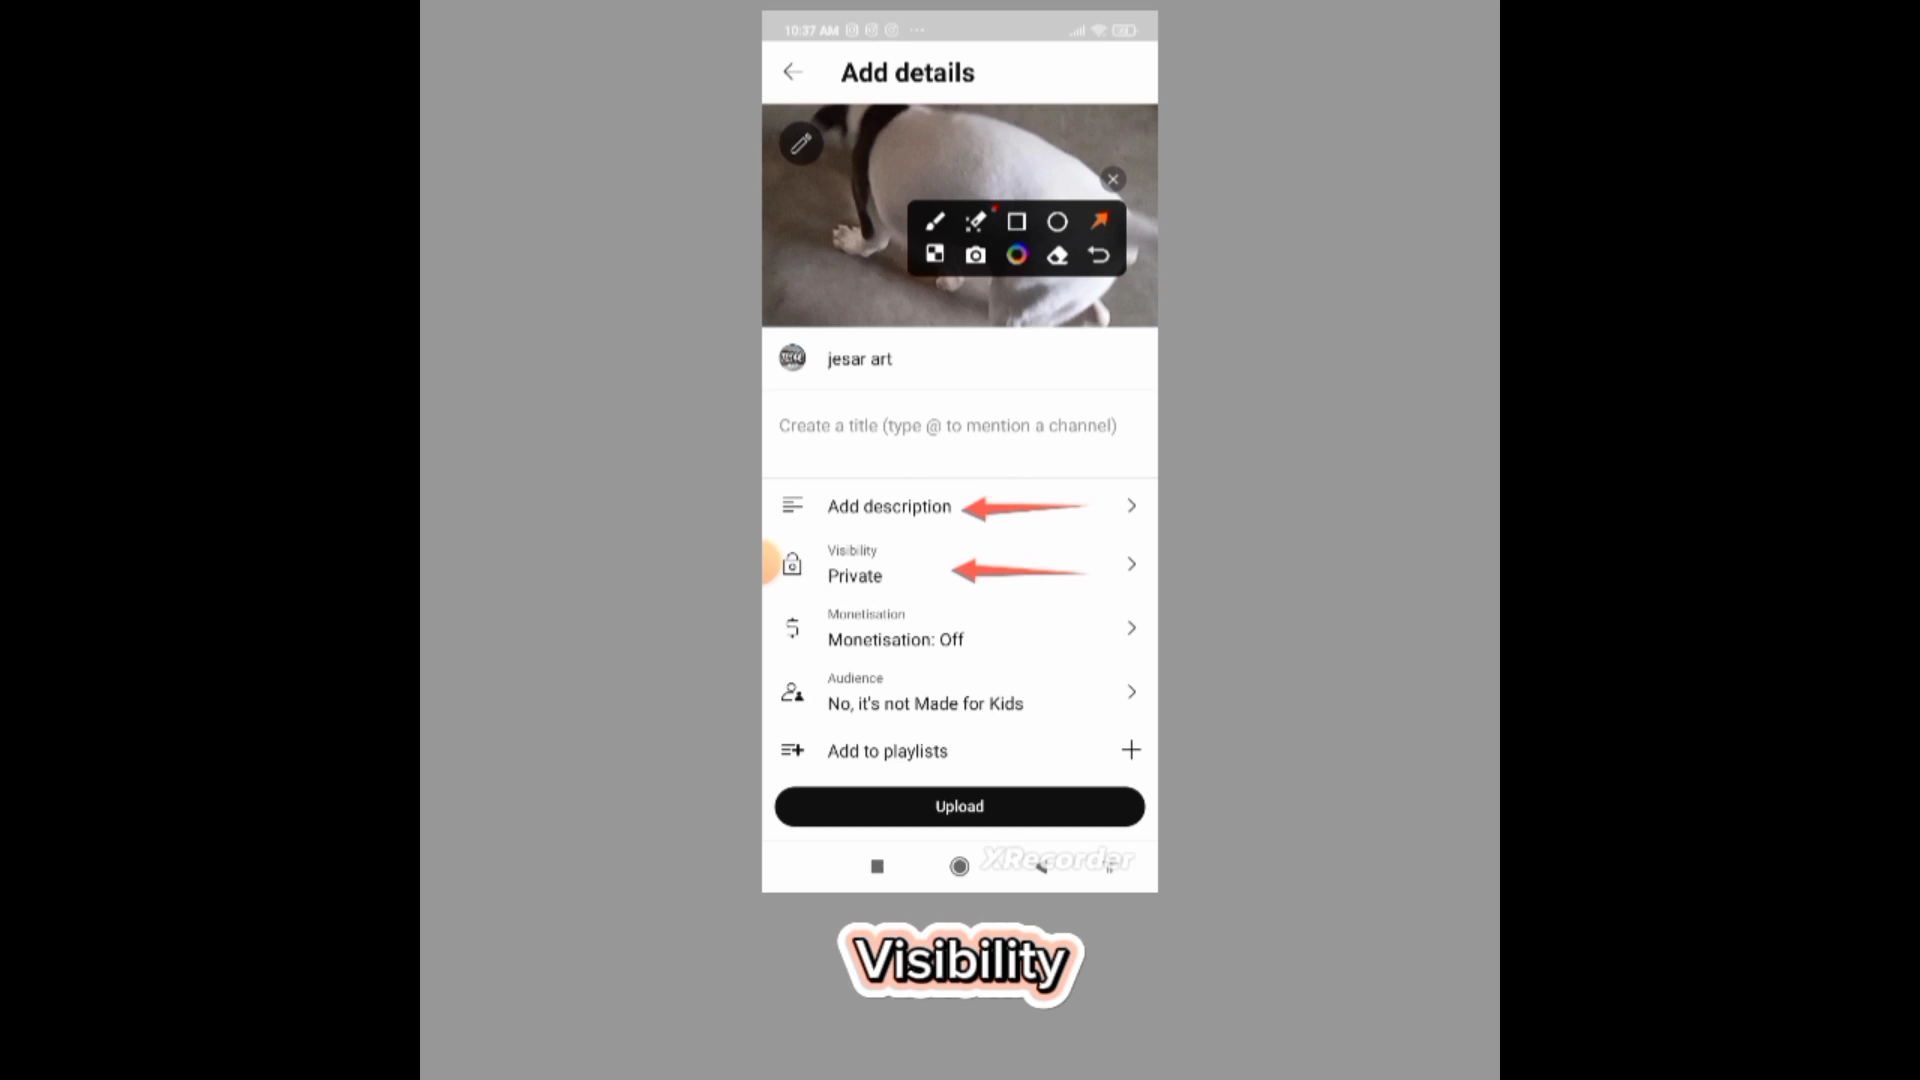 10:37 AM
Add details
jesar art
Create a title (type @ to mention a channel)
Add description
Visibility
Private
Monetisation
Monetisation: Off
Audience
No, it's not Made for Kids
Add to playlists
Upload
XRecorder
Visibility